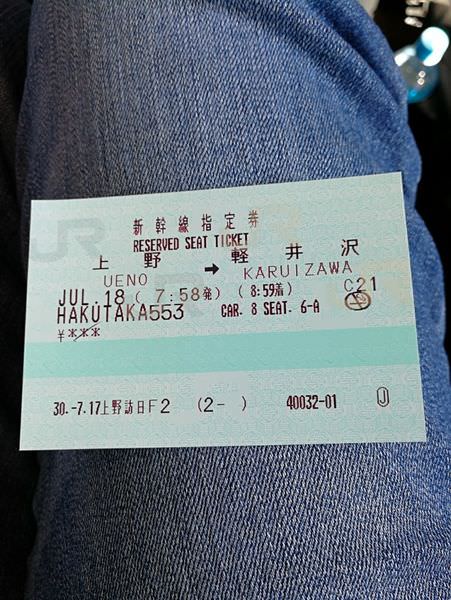 新幹線指定券
RESERVED SEAT TICKET
上野 → 軽井沢
UENO KARUIZAWA
JUL.18( 7:58発) (8:59着) C21
HAKUTAKA553 CAR. 8 SEAT. 6-A
¥***
30.-7.17上野訪日F2 (2- ) 40032-01
JR